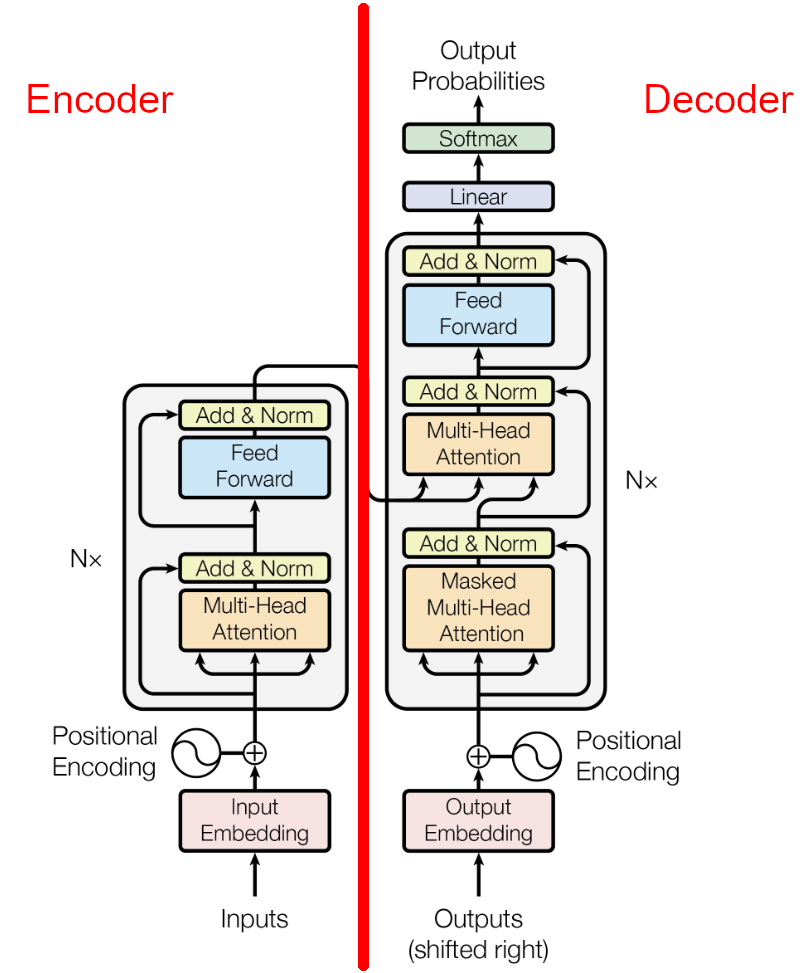 Encoder
Decoder
Output
Probabilities
Softmax
Linear
Add & Norm
Feed
Forward
Add & Norm
Multi-Head
Attention
N×
Add & Norm
Masked
Multi-Head
Attention
Add & Norm
Feed
Forward
N×
Add & Norm
Multi-Head
Attention
Positional
Encoding
Positional
Encoding
Input
Embedding
Output
Embedding
Inputs
Outputs
(shifted right)